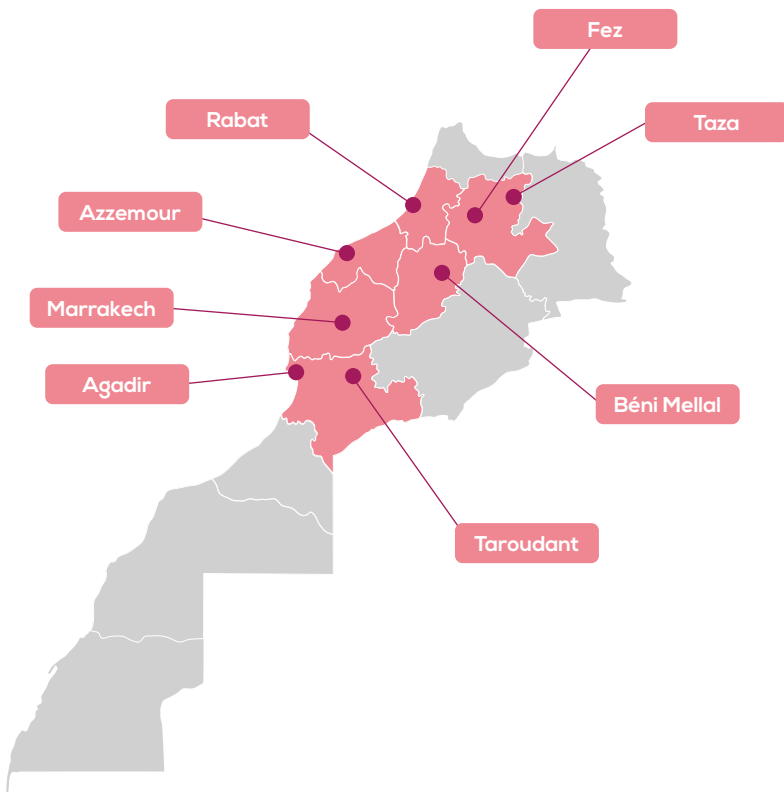 Fez
Rabat
Taza
Azzemour
Marrakech
Agadir
Béni Mellal
Taroudant